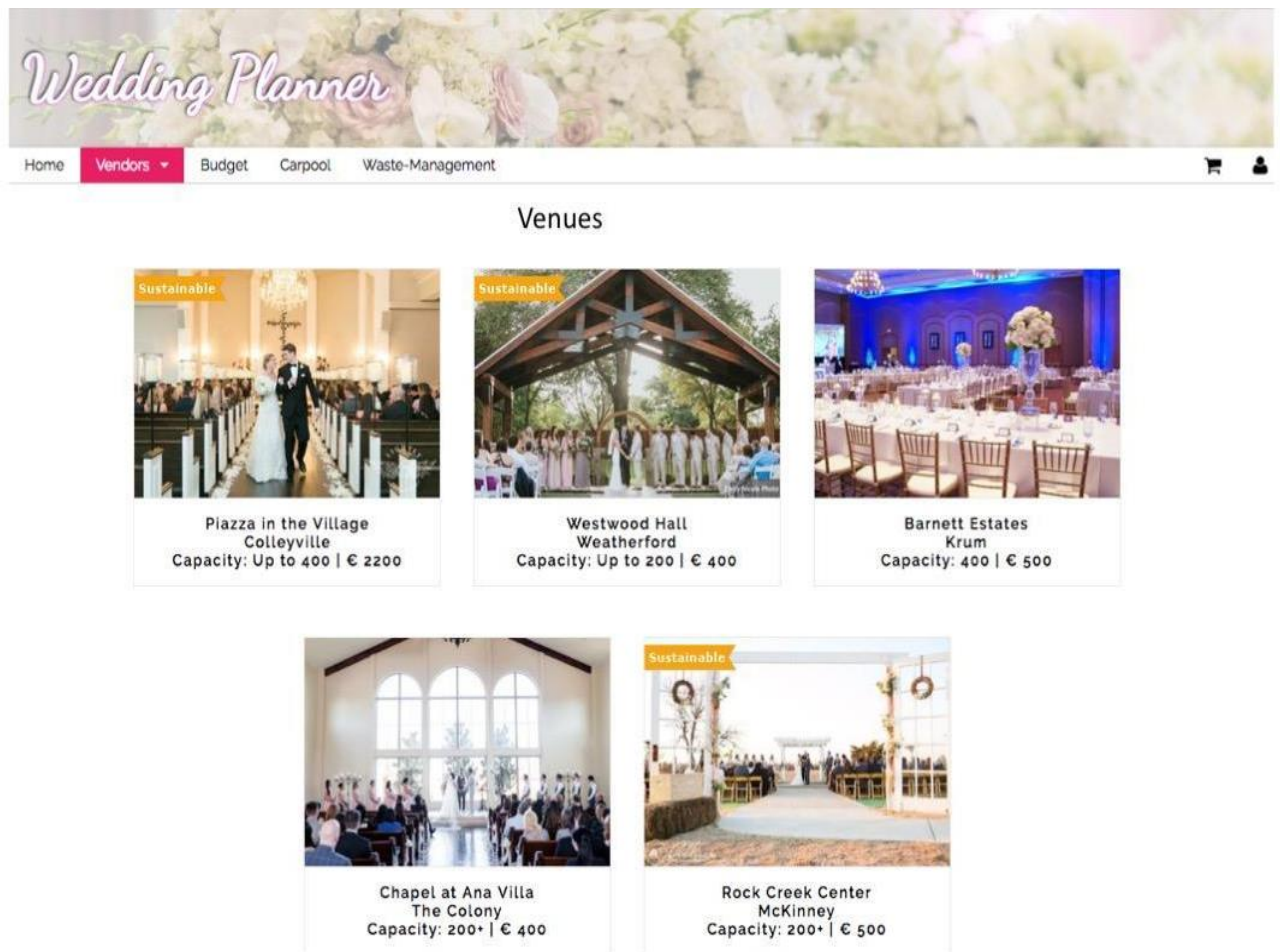 Wedding Planner
Home Vendors Budget Carpool Waste-Management
Venues
Sustainable
Piazza in the Village
Colleyville
Capacity: Up to 400 | € 2200
Sustainable
Westwood Hall
Weatherford
Capacity: Up to 200 | € 400
Barnett Estates
Krum
Capacity: 400 | € 500
Chapel at Ana Villa
The Colony
Capacity: 200+ | € 400
Sustainable
Rock Creek Center
McKinney
Capacity: 200+ | € 500